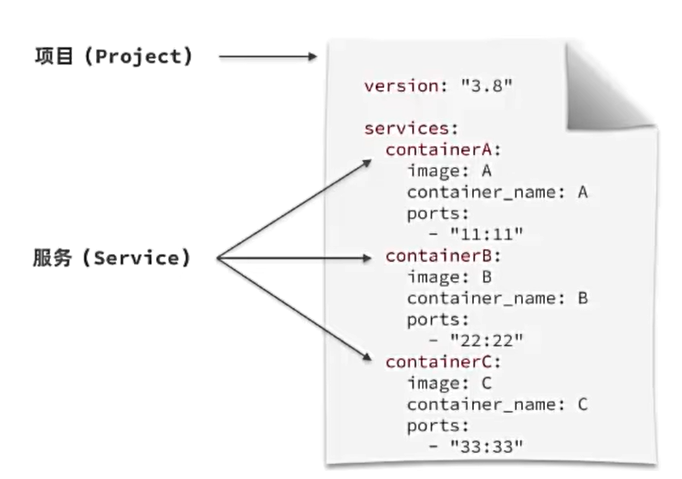 项目 (Project)
version: "3.8"
services:
containerA:
image: A
container_name: A
ports:
- "11:11"
服务 (Service)
containerB:
image: B
container_name: B
ports:
- "22:22"
containerC:
image: C
container_name: C
ports:
- "33:33"